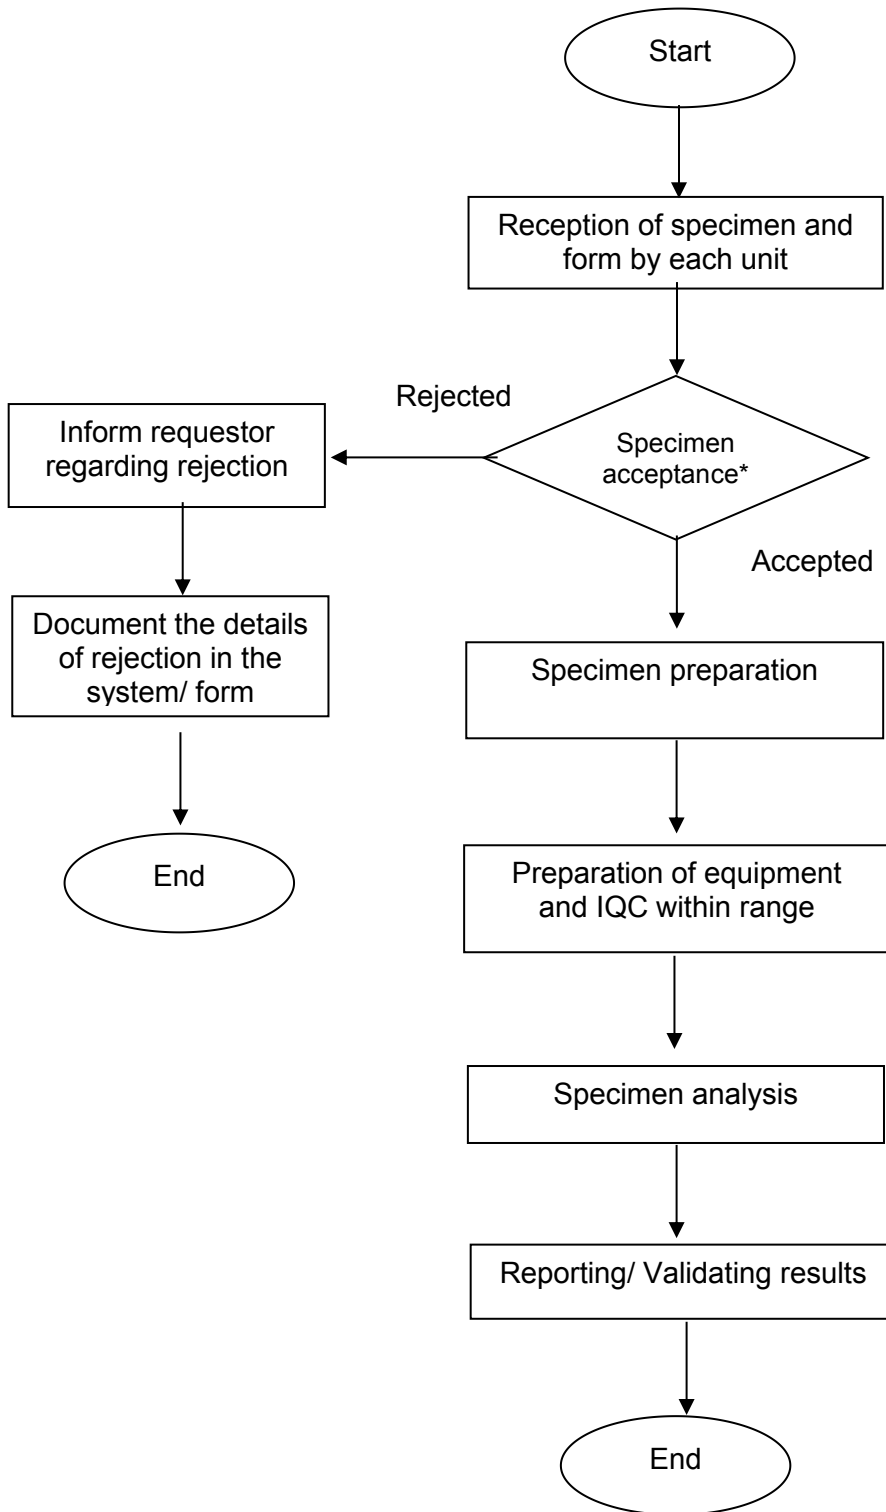 Start
Reception of specimen and
form by each unit
Rejected
Inform requestor
regarding rejection
Specimen
acceptance*
Accepted
Document the details
of rejection in the
system/ form
Specimen preparation
End
Preparation of equipment
and IQC within range
Specimen analysis
Reporting/ Validating results
End